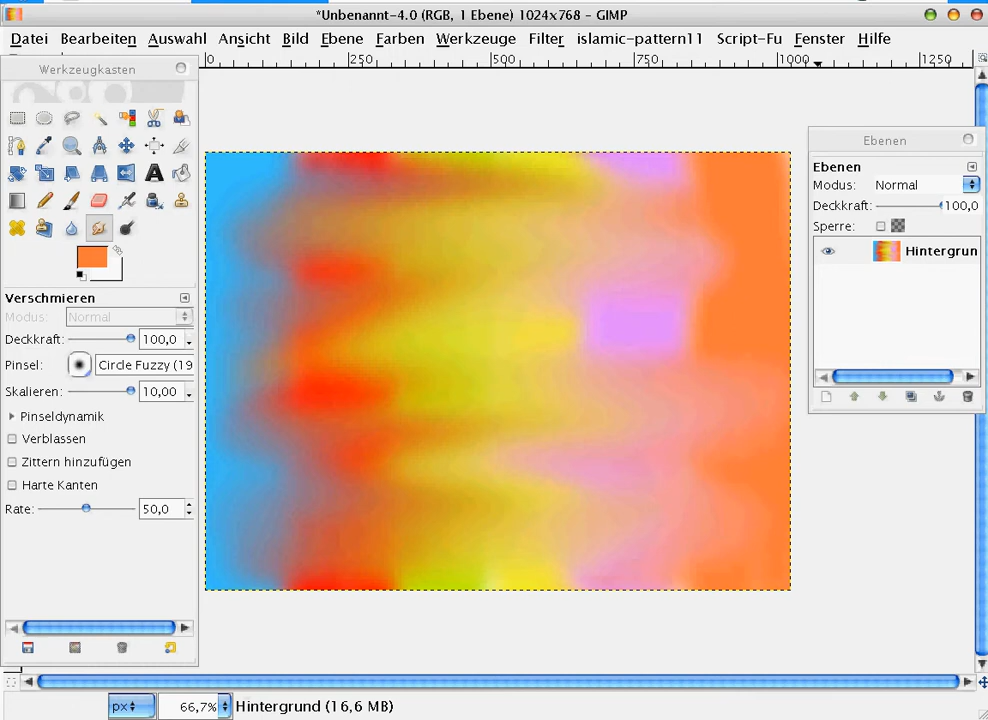 *Unbenannt-4.0 (RGB, 1 Ebene) 1024x768 – GIMP
Datei Bearbeiten Auswahl Ansicht Bild Ebene Farben Werkzeuge Filter islamic-pattern11 Script-Fu Fenster Hilfe
0 250 500 750 1000 1250
Werkzeugkasten
Verschmieren
Modus: Normal
Deckkraft: 100,0
Pinsel: Circle Fuzzy (19
Skalieren: 10,00
Pinseldynamik
Verblassen
Zittern hinzufügen
Harte Kanten
Rate: 50,0
Ebenen
Ebenen
Modus: Normal
Deckkraft: 100,0
Sperre:
Hintergrun
px 66,7% Hintergrund (16,6 MB)